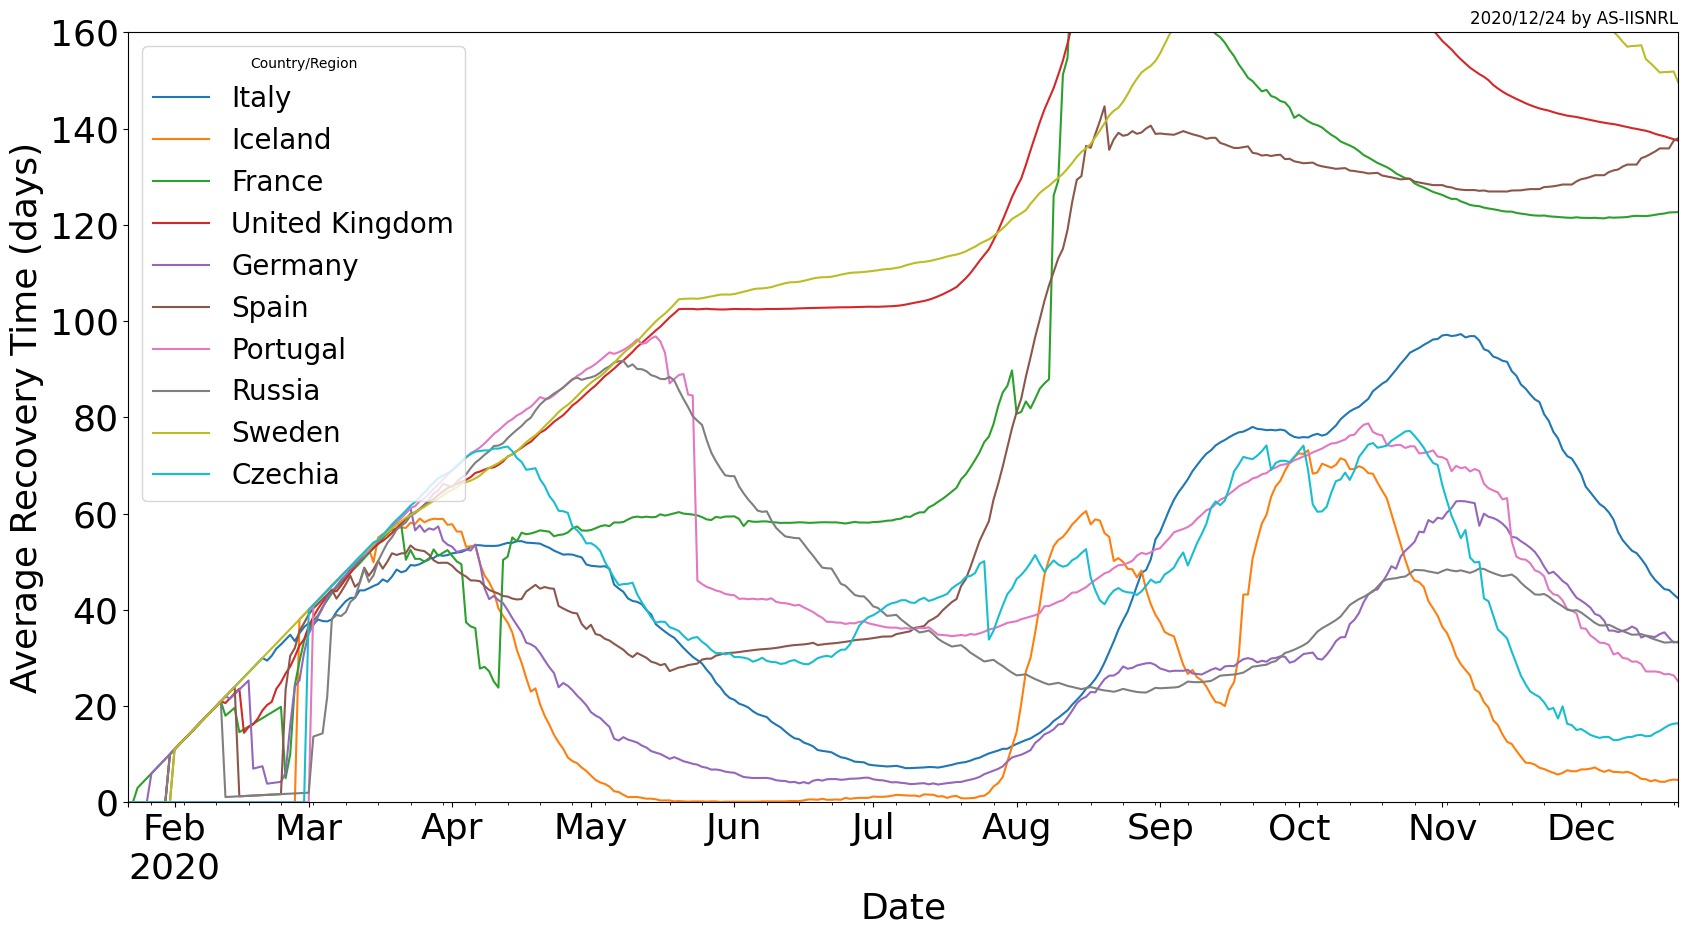 2020/12/24 by AS-IISNRL
160
140
120
100
80
60
40
20
0
Average Recovery Time (days)
Country/Region
Italy
Iceland
France
United Kingdom
Germany
Spain
Portugal
Russia
Sweden
Czechia
Feb Mar Apr May Jun Jul Aug Sep Oct Nov Dec
2020
Date